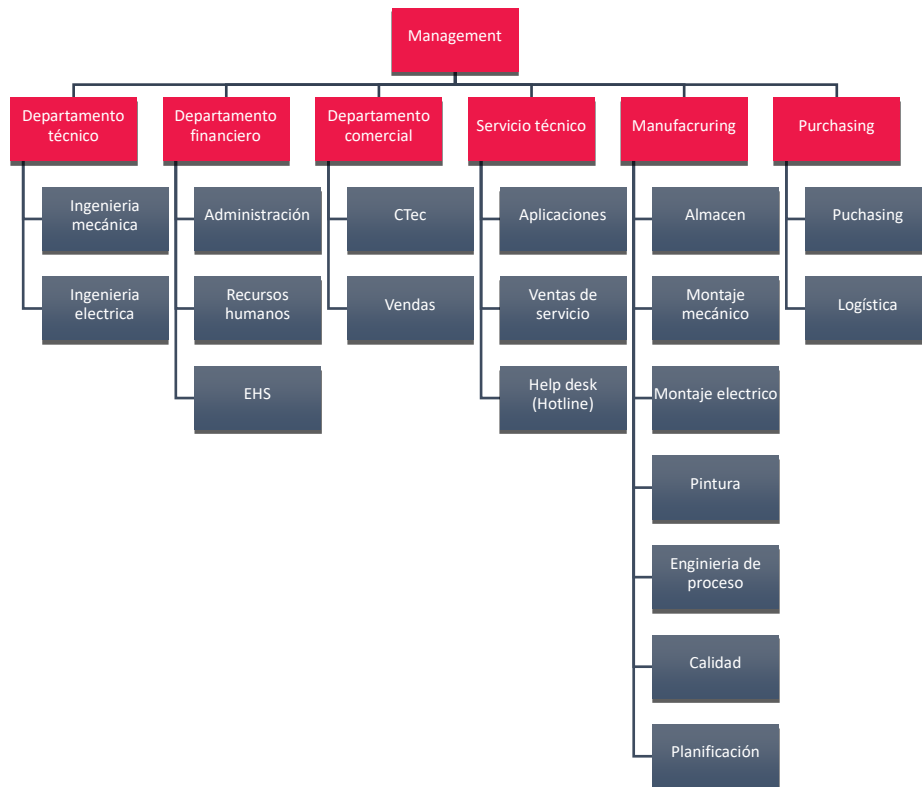 Management
Departamento
técnico
Departamento
financiero
Departamento
comercial
Servicio técnico
Manufacruring
Purchasing
Ingenieria
mecánica
Administración
CTec
Aplicaciones
Almacen
Puchasing
Ingenieria
electrica
Recursos
humanos
Vendas
Ventas de
servicio
Montaje
mecánico
Logística
EHS
Help desk
(Hotline)
Montaje electrico
Pintura
Enginieria de
proceso
Calidad
Planificación